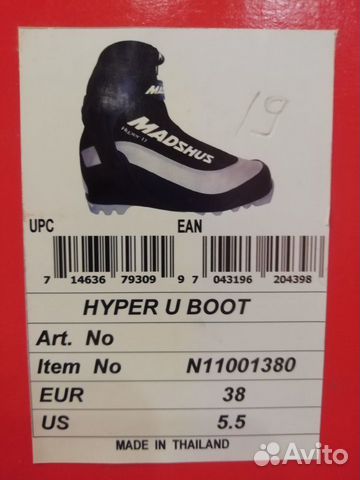 MADSHUS
Hyper U
19
UPC EAN
7 14636 79309 9 7 043196 204398
HYPER U BOOT
Art. No
Item No N11001380
EUR 38
US 5.5
MADE IN THAILAND
Avito